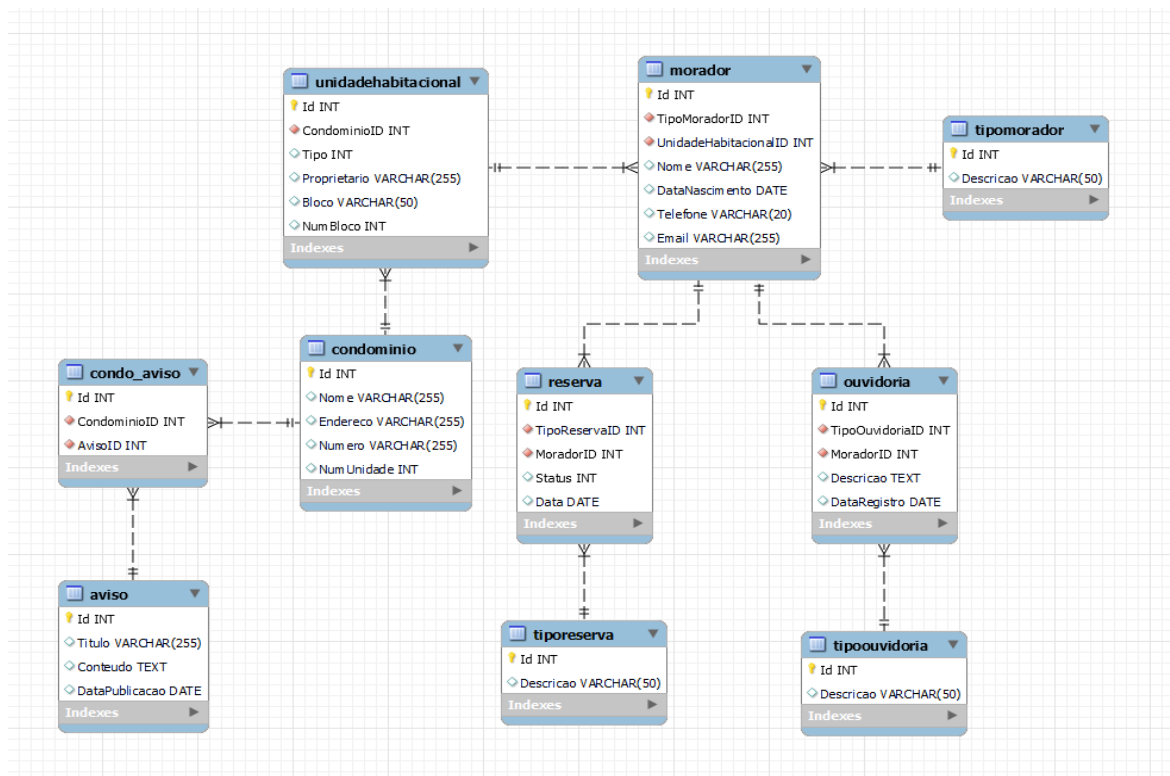 unidadehabitacional
Id INT
CondominioID INT
Tipo INT
Proprietario VARCHAR(255)
Bloco VARCHAR(50)
NumBloco INT
Indexes
morador
Id INT
TipoMoradorID INT
UnidadeHabitacionalID INT
Nome VARCHAR(255)
DataNascimento DATE
Telefone VARCHAR(20)
Email VARCHAR(255)
Indexes
tipomorador
Id INT
Descricao VARCHAR(50)
Indexes
condo_aviso
Id INT
CondominioID INT
AvisoID INT
Indexes
condominio
Id INT
Nome VARCHAR(255)
Endereco VARCHAR(255)
Numero VARCHAR(255)
NumUnidade INT
Indexes
reserva
Id INT
TipoReservaID INT
MoradorID INT
Status INT
Data DATE
Indexes
ouvidoria
Id INT
TipoOuvidoriaID INT
MoradorID INT
Descricao TEXT
DataRegistro DATE
Indexes
aviso
Id INT
Titulo VARCHAR(255)
Conteudo TEXT
DataPublicacao DATE
Indexes
tiporeserva
Id INT
Descricao VARCHAR(50)
Indexes
tipoouvidoria
Id INT
Descricao VARCHAR(50)
Indexes